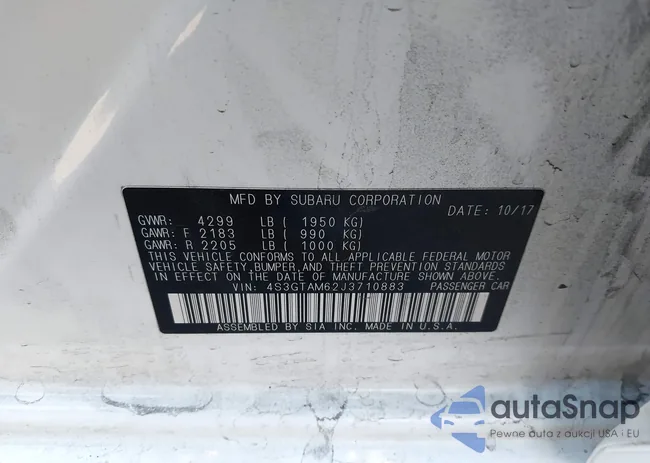 MFD BY SUBARU CORPORATION
DATE: 10/17
GVWR: 4299 LB ( 1950 KG)
GAWR: F 2183 LB ( 990 KG)
GAWR: R 2205 LB ( 1000 KG)
THIS VEHICLE CONFORMS TO ALL APPLICABLE FEDERAL MOTOR
VEHICLE SAFETY, BUMPER, AND THEFT PREVENTION STANDARDS
IN EFFECT ON THE DATE OF MANUFACTURE SHOWN ABOVE.
VIN: 4S3GTAM62J3710883 PASSENGER CAR
ASSEMBLED BY SIA INC. MADE IN U.S.A.
autaSnap
Pewne auta z aukcji USA i EU